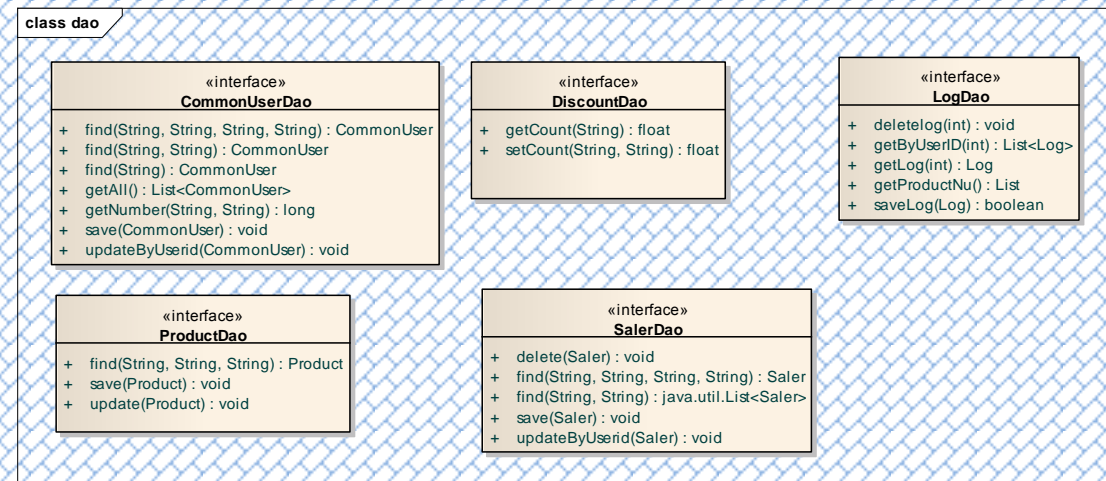 class dao
«interface»
CommonUserDao
+ find(String, String, String, String) : CommonUser
+ find(String, String) : CommonUser
+ find(String) : CommonUser
+ getAll() : List<CommonUser>
+ getNumber(String, String) : long
+ save(CommonUser) : void
+ updateByUserid(CommonUser) : void
«interface»
DiscountDao
+ getCount(String) : float
+ setCount(String, String) : float
«interface»
LogDao
+ deletelog(int) : void
+ getByUserID(int) : List<Log>
+ getLog(int) : Log
+ getProductNu() : List
+ saveLog(Log) : boolean
«interface»
ProductDao
+ find(String, String, String) : Product
+ save(Product) : void
+ update(Product) : void
«interface»
SalerDao
+ delete(Saler) : void
+ find(String, String, String, String) : Saler
+ find(String, String) : java.util.List<Saler>
+ save(Saler) : void
+ updateByUserid(Saler) : void